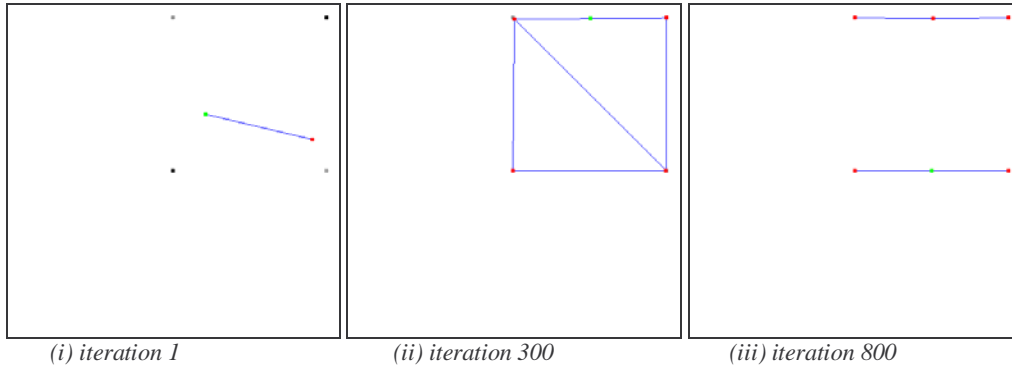 (i) iteration 1
(ii) iteration 300
(iii) iteration 800